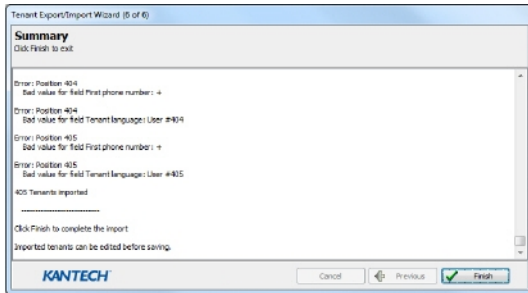 Tenant Export/Import Wizard (6 of 6)
Summary
Click Finish to exit
Error: Position 404
Bad value for field First phone number: +
Error: Position 404
Bad value for field Tenant language: User #404
Error: Position 405
Bad value for field First phone number: +
Error: Position 405
Bad value for field Tenant language: User #405
405 Tenants imported
----------------------------
Click Finish to complete the import
Imported tenants can be edited before saving.
KANTECH
Cancel
Previous
Finish